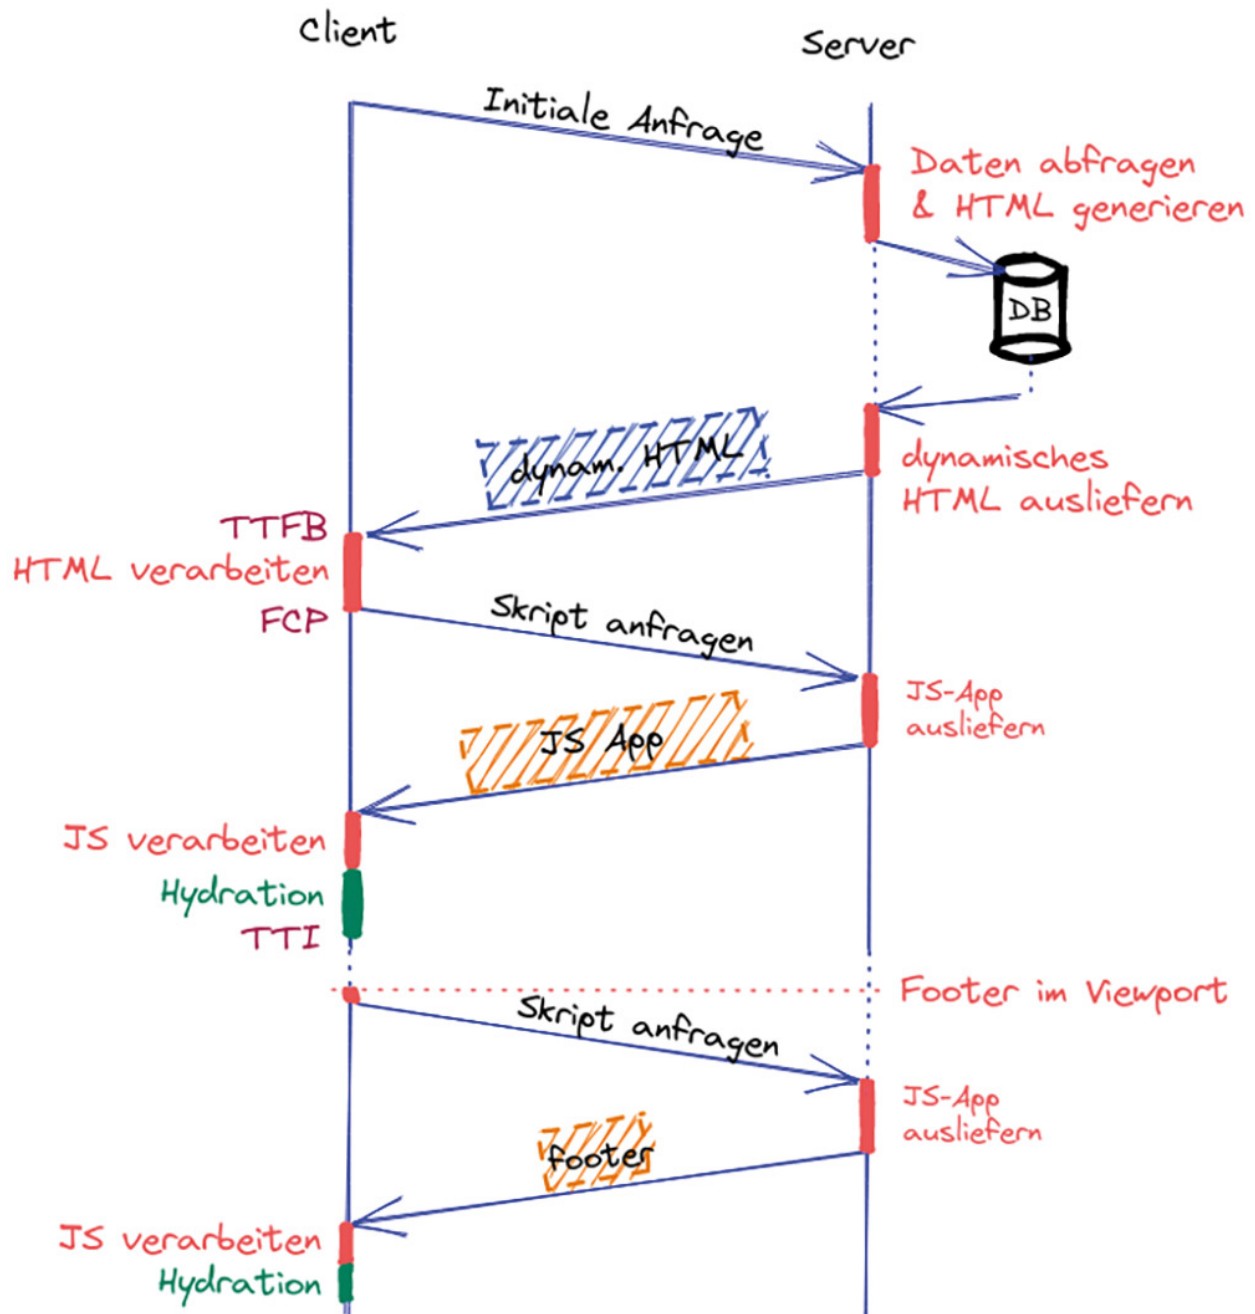 Client
Server
Initiale Anfrage
Daten abfragen
& HTML generieren
DB
dynam. HTML
dynamisches
HTML ausliefern
TTFB
HTML verarbeiten
FCP
Skript anfragen
JS-App
ausliefern
JS App
JS verarbeiten
Hydration
TTI
Footer im Viewport
Skript anfragen
JS-App
ausliefern
footer
JS verarbeiten
Hydration